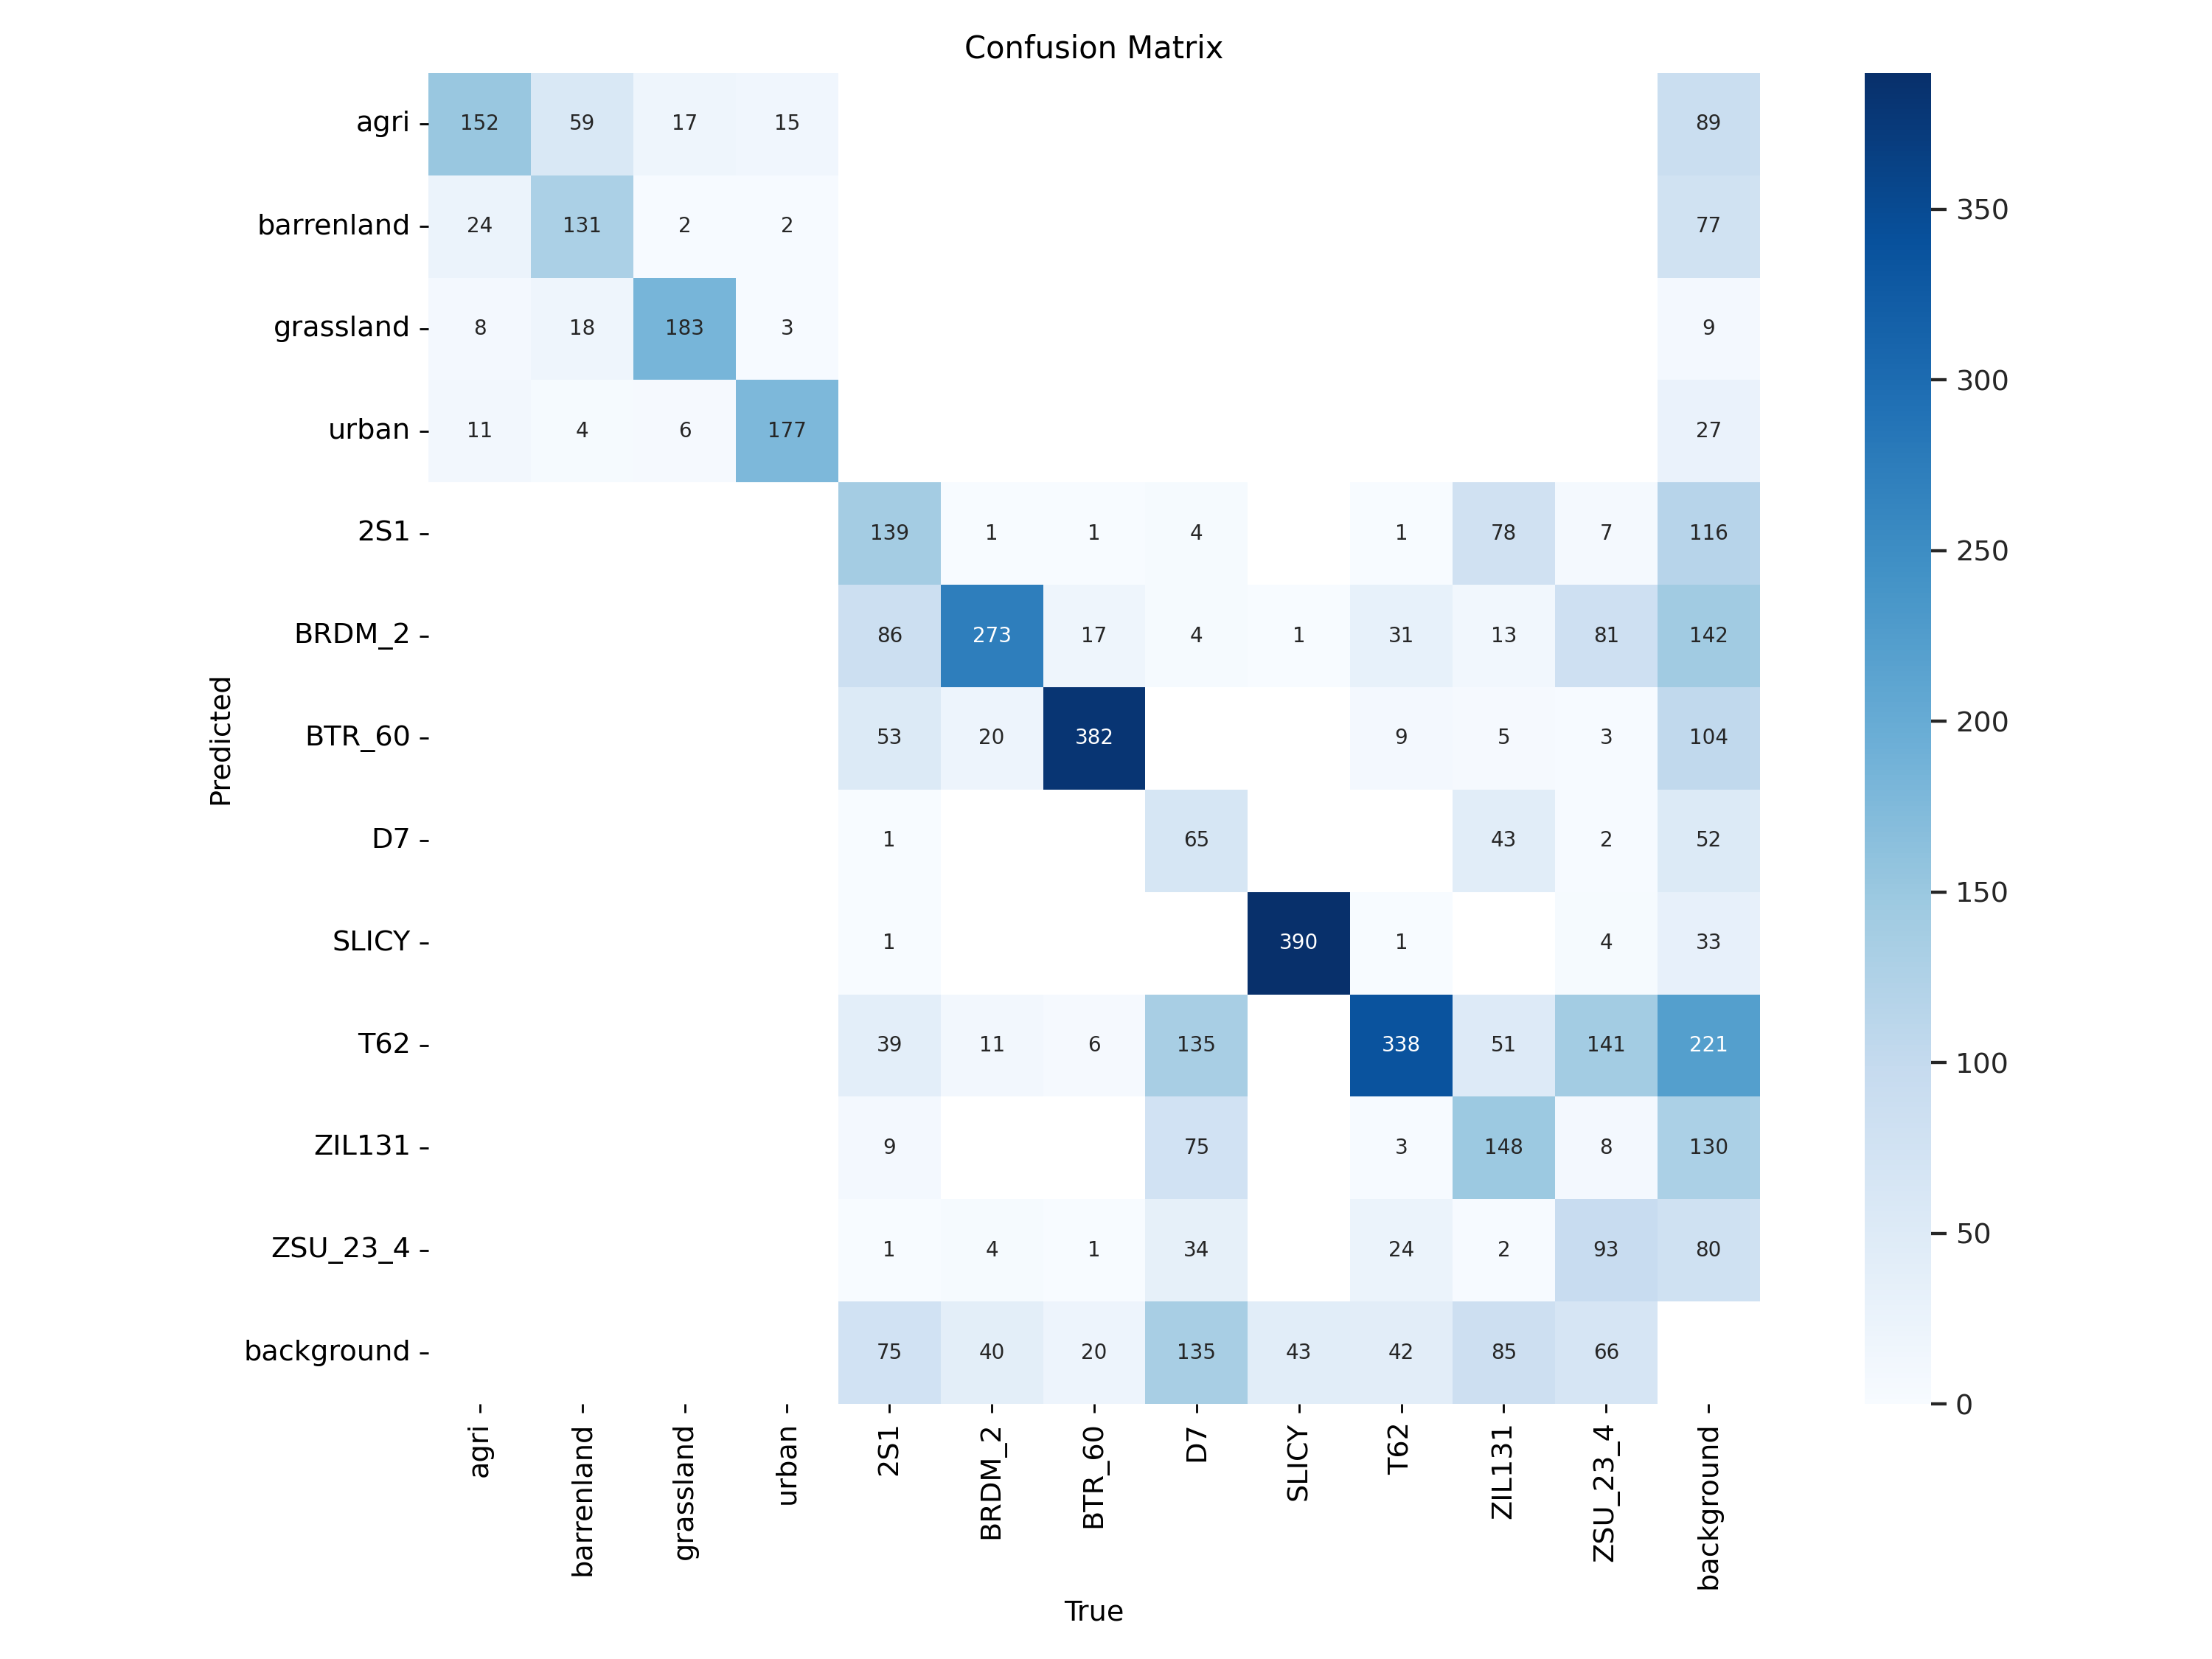 Confusion Matrix
agri 152 59 17 15 89
barrenland 24 131 2 2 77
grassland 8 18 183 3 9
urban 11 4 6 177 27
2S1 139 1 1 4 1 78 7 116
BRDM_2 86 273 17 4 1 31 13 81 142
BTR_60 53 20 382 9 5 3 104
D7 1 65 43 2 52
SLICY 1 390 1 4 33
T62 39 11 6 135 338 51 141 221
ZIL131 9 75 3 148 8 130
ZSU_23_4 1 4 1 34 24 2 93 80
background 75 40 20 135 43 42 85 66
Predicted
agri barrenland grassland urban 2S1 BRDM_2 BTR_60 D7 SLICY T62 ZIL131 ZSU_23_4 background
True
350
300
250
200
150
100
50
0